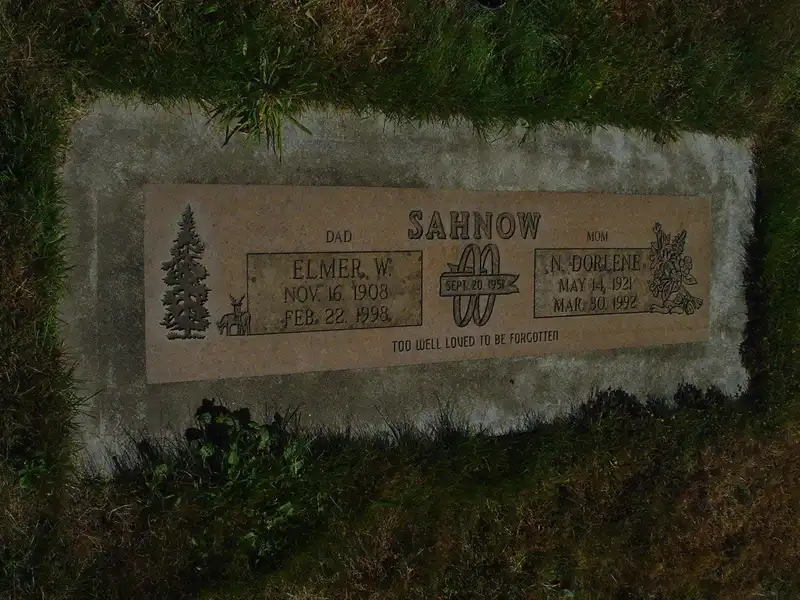 SAHNOW
DAD
ELMER W.
NOV. 16, 1908
FEB. 22, 1998
SEPT. 20, 1951
MOM
N. DORLENE
MAY 14, 1921
MAR. 30, 1992
TOO WELL LOVED TO BE FORGOTTEN